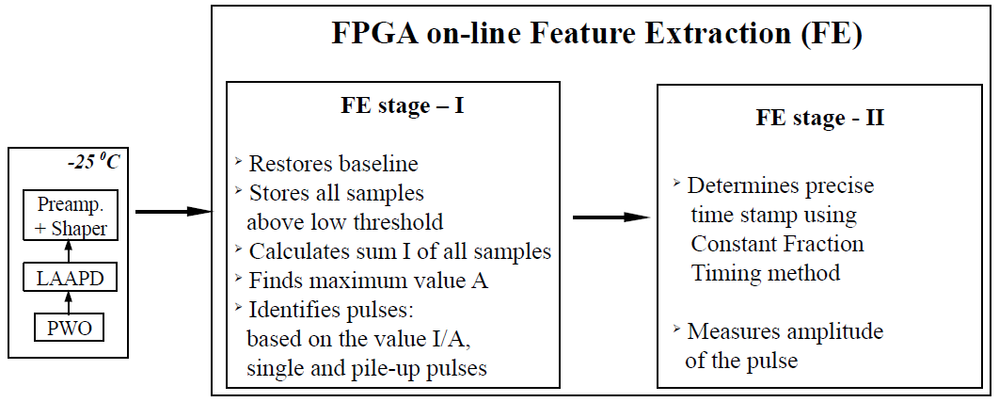 FPGA on-line Feature Extraction (FE)
-25 ⁰C
Preamp.
+ Shaper
LAAPD
PWO
FE stage – I
➢ Restores baseline
➢ Stores all samples
above low threshold
➢ Calculates sum I of all samples
➢ Finds maximum value A
➢ Identifies pulses:
based on the value I/A,
single and pile-up pulses
FE stage - II
➢ Determines precise
time stamp using
Constant Fraction
Timing method
➢ Measures amplitude
of the pulse